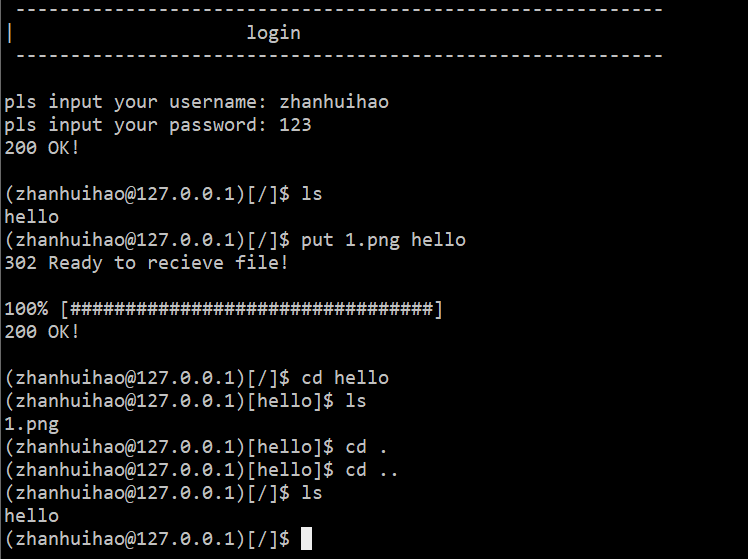 -----------------------------------------------------------
|                     login
-----------------------------------------------------------
pls input your username: zhanhuihao
pls input your password: 123
200 OK!
(zhanhuihao@127.0.0.1)[/]$ ls
hello
(zhanhuihao@127.0.0.1)[/]$ put 1.png hello
302 Ready to recieve file!
100% [#################################]
200 OK!
(zhanhuihao@127.0.0.1)[/]$ cd hello
(zhanhuihao@127.0.0.1)[hello]$ ls
1.png
(zhanhuihao@127.0.0.1)[hello]$ cd .
(zhanhuihao@127.0.0.1)[hello]$ cd ..
(zhanhuihao@127.0.0.1)[/]$ ls
hello
(zhanhuihao@127.0.0.1)[/]$